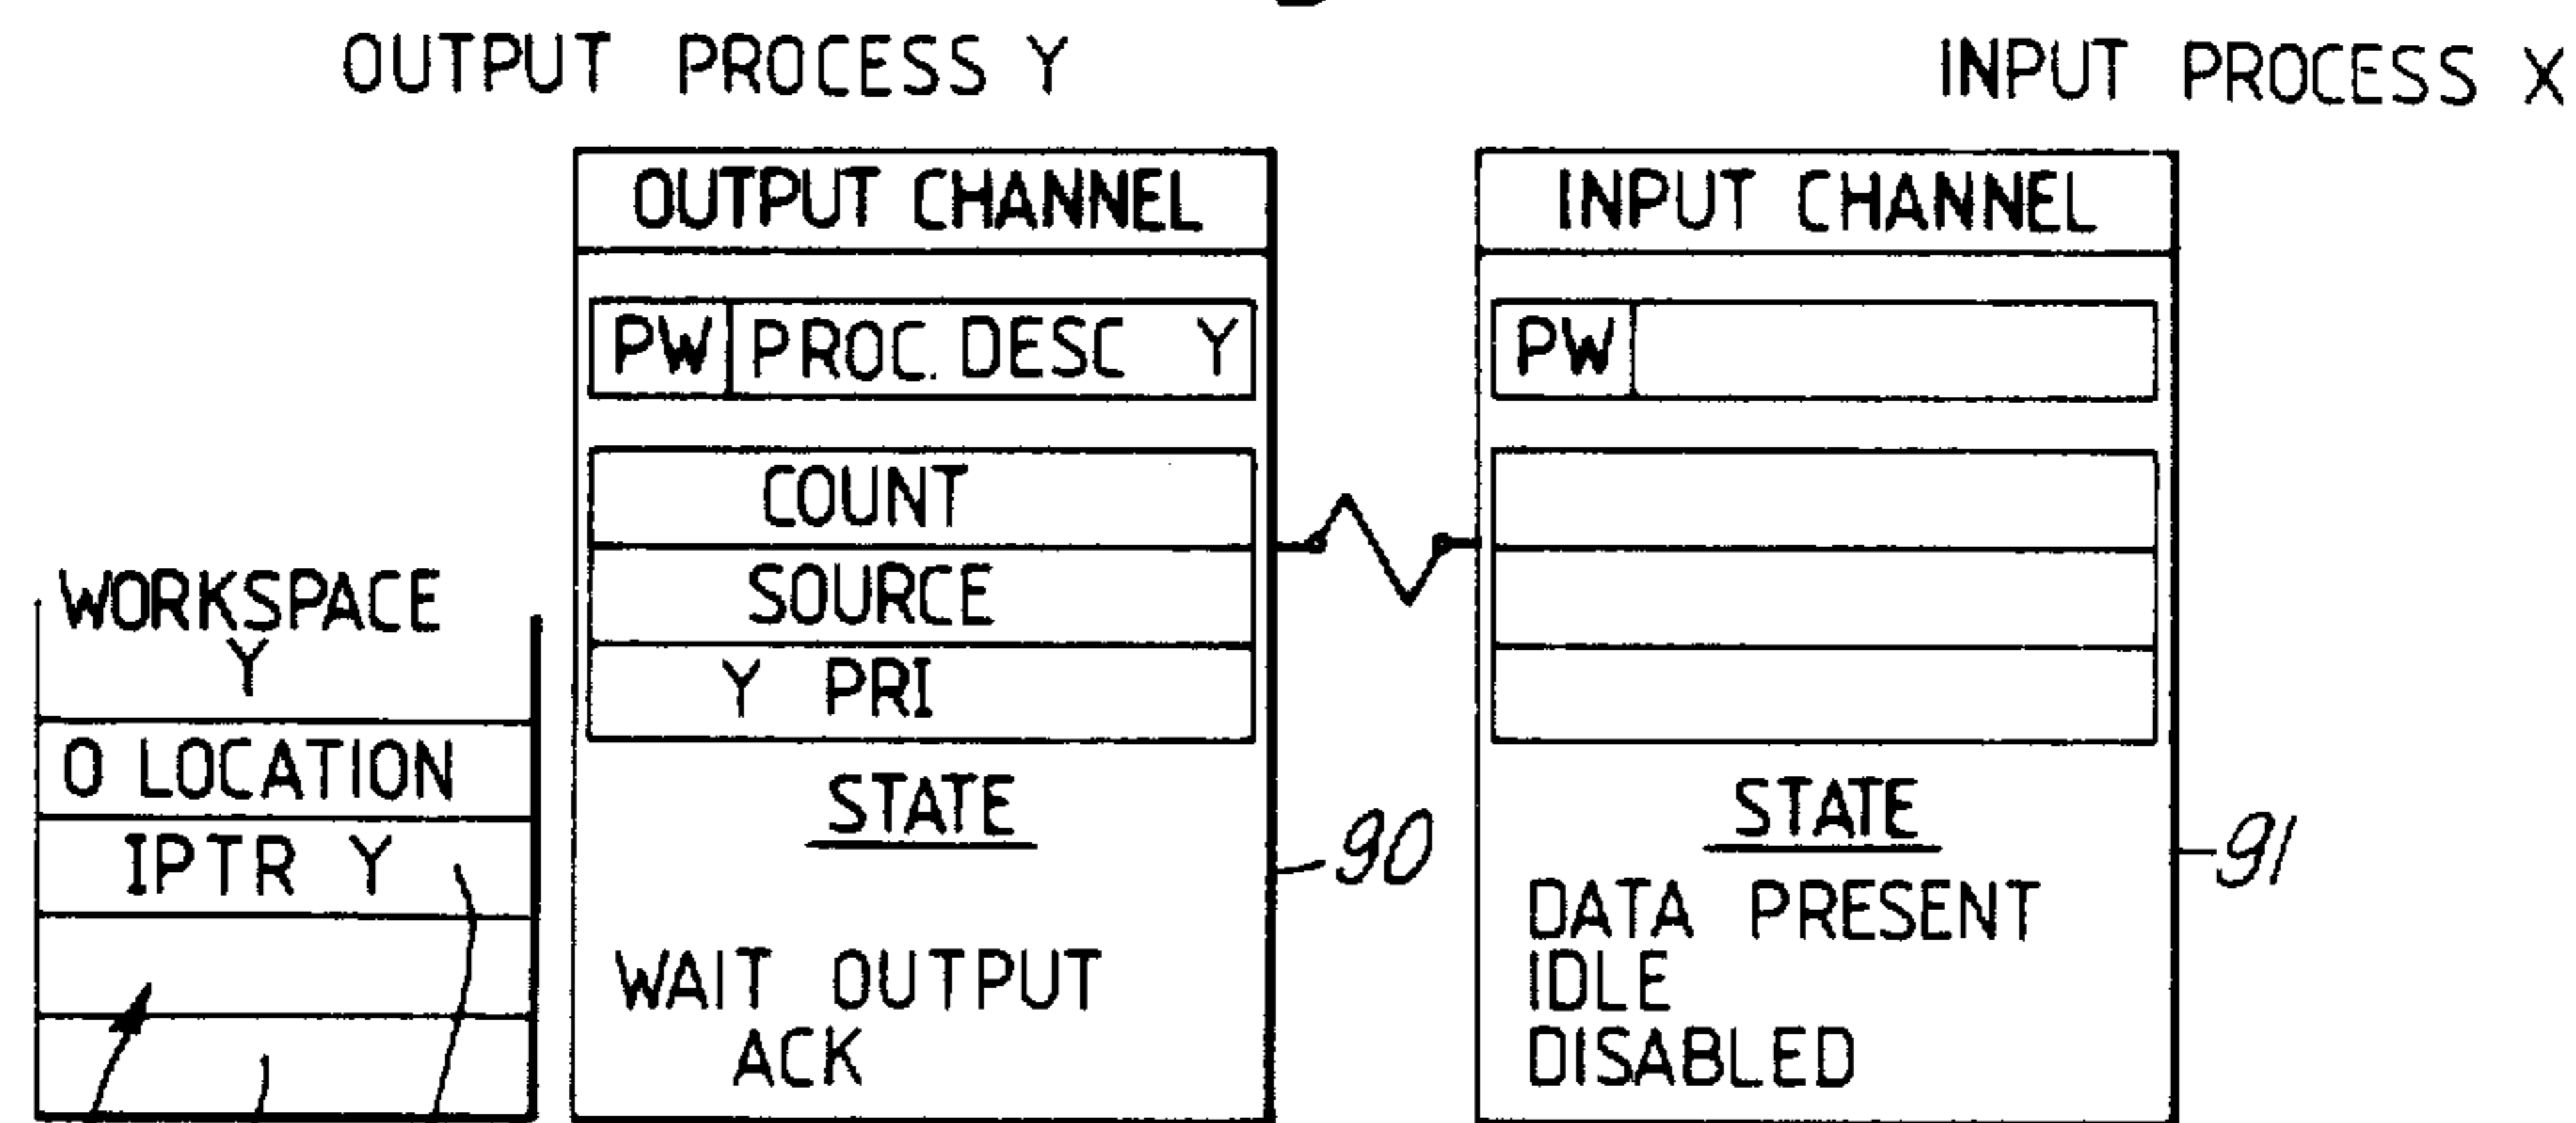 OUTPUT PROCESS Y
INPUT PROCESS X
OUTPUT CHANNEL
PW PROC. DESC Y
COUNT
SOURCE
Y PRI
STATE
90
WAIT OUTPUT
ACK
INPUT CHANNEL
PW
STATE
91
DATA PRESENT
IDLE
DISABLED
WORKSPACE
Y
0 LOCATION
IPTR Y